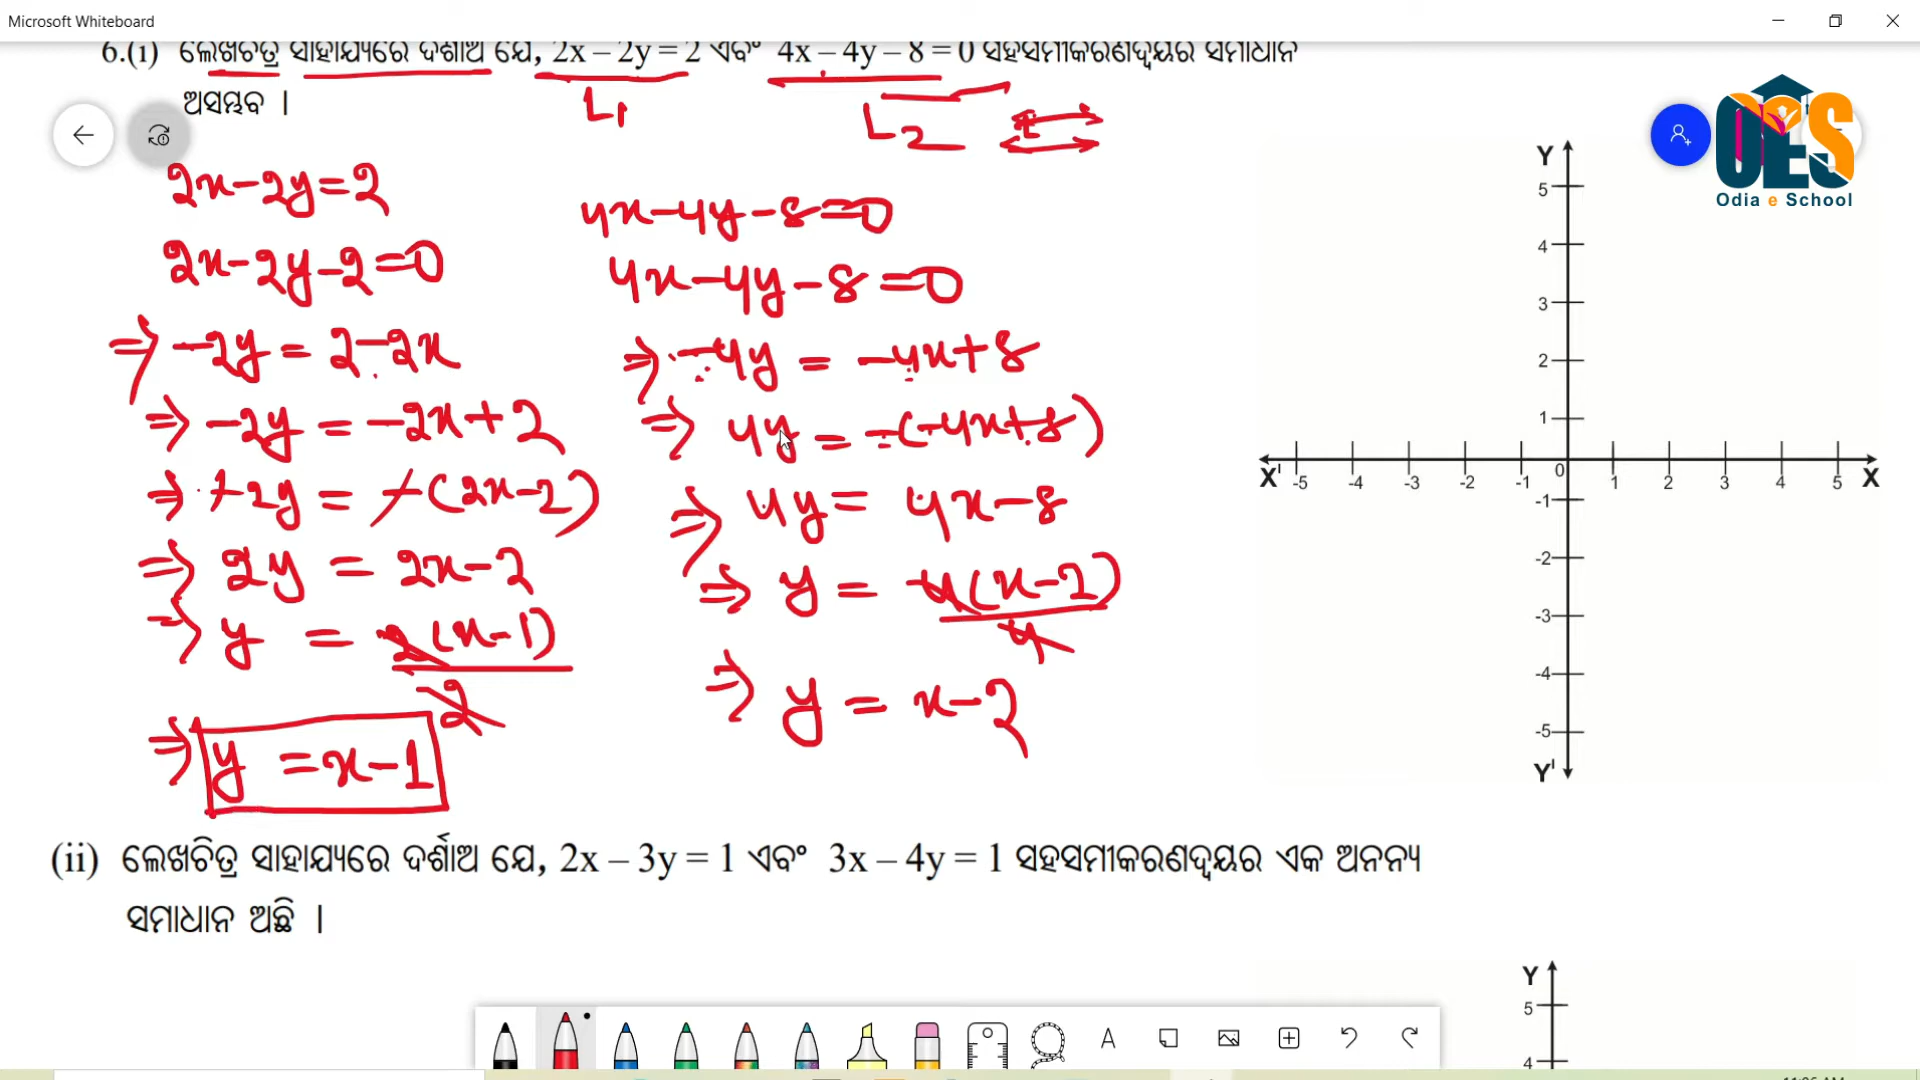 Microsoft Whiteboard
6.(i) ଲେଖଚିତ୍ର ସାହାଯ୍ୟରେ ଦର୍ଶାଅ ଯେ, 2x – 2y = 2 ଏବଂ 4x – 4y – 8 = 0 ସହସମୀକରଣଦ୍ୱୟର ସମାଧାନ
ଅସମ୍ଭବ ।
L1
L2
2x-2y=2
2x-2y-2=0
⇒ -2y = 2-2x
⇒ -2y = -2x+2
⇒ -2y = -(2x-2)
⇒ 2y = 2x-2
⇒ y = 2(x-1)
2
⇒ y = x-1
4x-4y-8=0
4x-4y-8=0
⇒ -4y = -4x+8
⇒ 4y = -(-4x+8)
⇒ 4y = 4x-8
⇒ y = 4(x-2)
4
⇒ y = x-2
OES
Odia e School
Y
5
4
3
2
1
X' -5 -4 -3 -2 -1 0 1 2 3 4 5 X
-1
-2
-3
-4
-5
Y'
(ii) ଲେଖଚିତ୍ର ସାହାଯ୍ୟରେ ଦର୍ଶାଅ ଯେ, 2x – 3y = 1 ଏବଂ 3x – 4y = 1 ସହସମୀକରଣଦ୍ୱୟର ଏକ ଅନନ୍ୟ
ସମାଧାନ ଅଛି ।
Y
5
4